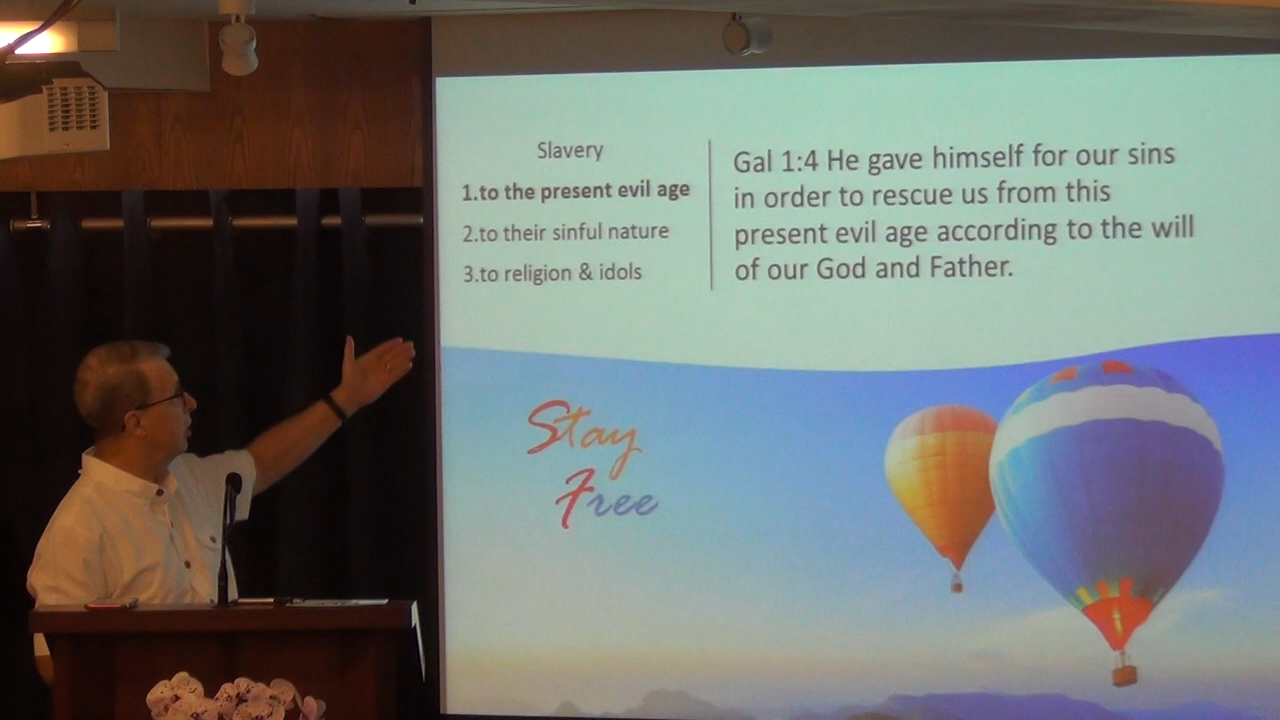 Slavery
1.to the present evil age
2.to their sinful nature
3.to religion & idols
Gal 1:4 He gave himself for our sins
in order to rescue us from this
present evil age according to the will
of our God and Father.
Stay
Free